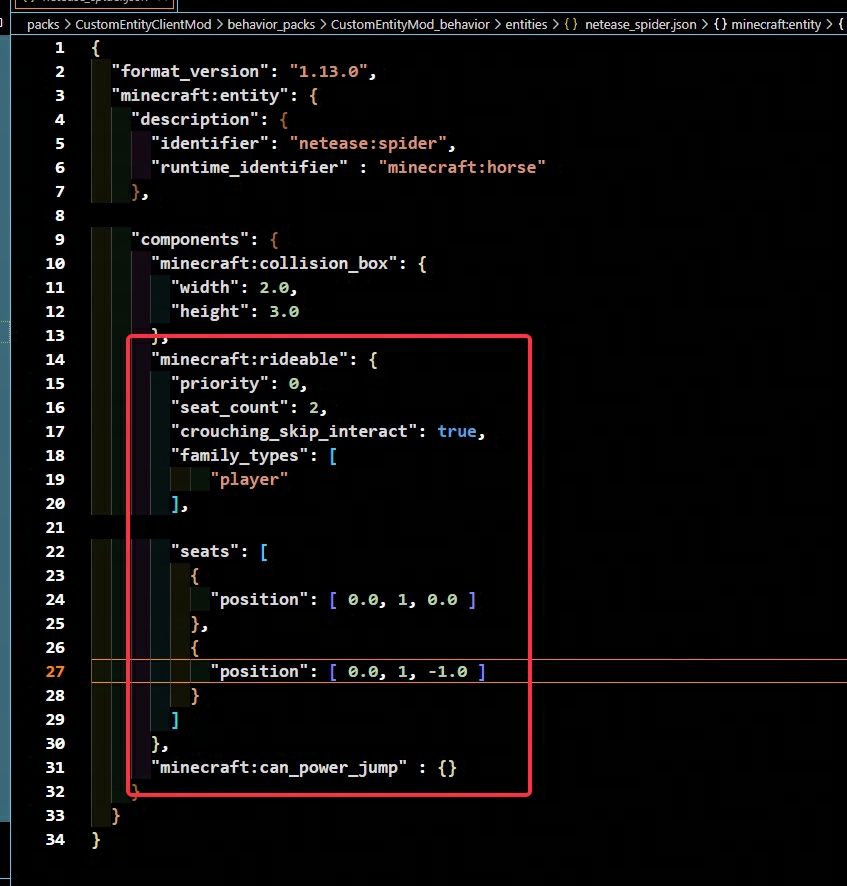 packs > CustomEntityClientMod > behavior_packs > CustomEntityMod_behavior > entities > {} netease_spider.json > {} minecraft:entity > {
1 {
2 "format_version": "1.13.0",
3 "minecraft:entity": {
4 "description": {
5 "identifier": "netease:spider",
6 "runtime_identifier" : "minecraft:horse"
7 },
8
9 "components": {
10 "minecraft:collision_box": {
11 "width": 2.0,
12 "height": 3.0
13 },
14 "minecraft:rideable": {
15 "priority": 0,
16 "seat_count": 2,
17 "crouching_skip_interact": true,
18 "family_types": [
19 "player"
20 ],
21
22 "seats": [
23 {
24 "position": [ 0.0, 1, 0.0 ]
25 },
26 {
27 "position": [ 0.0, 1, -1.0 ]
28 }
29 ]
30 },
31 "minecraft:can_power_jump" : {}
32 }
33 }
34 }